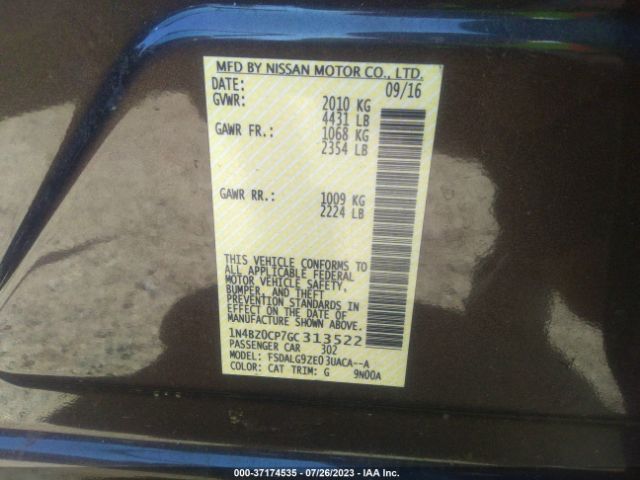 MFD BY NISSAN MOTOR CO., LTD.
DATE: 09/16
GVWR: 2010 KG
4431 LB
GAWR FR.: 1068 KG
2354 LB
GAWR RR.: 1009 KG
2224 LB
THIS VEHICLE CONFORMS TO
ALL APPLICABLE FEDERAL
MOTOR VEHICLE SAFETY,
BUMPER, AND THEFT
PREVENTION STANDARDS IN
EFFECT ON THE DATE OF
MANUFACTURE SHOWN ABOVE.
1N4BZ0CP7GC313522
PASSENGER CAR 302
MODEL: FSDALG9ZE03UACA--A
COLOR: CAT TRIM: G 9N00A
000-37174535 - 07/26/2023 - IAA Inc.